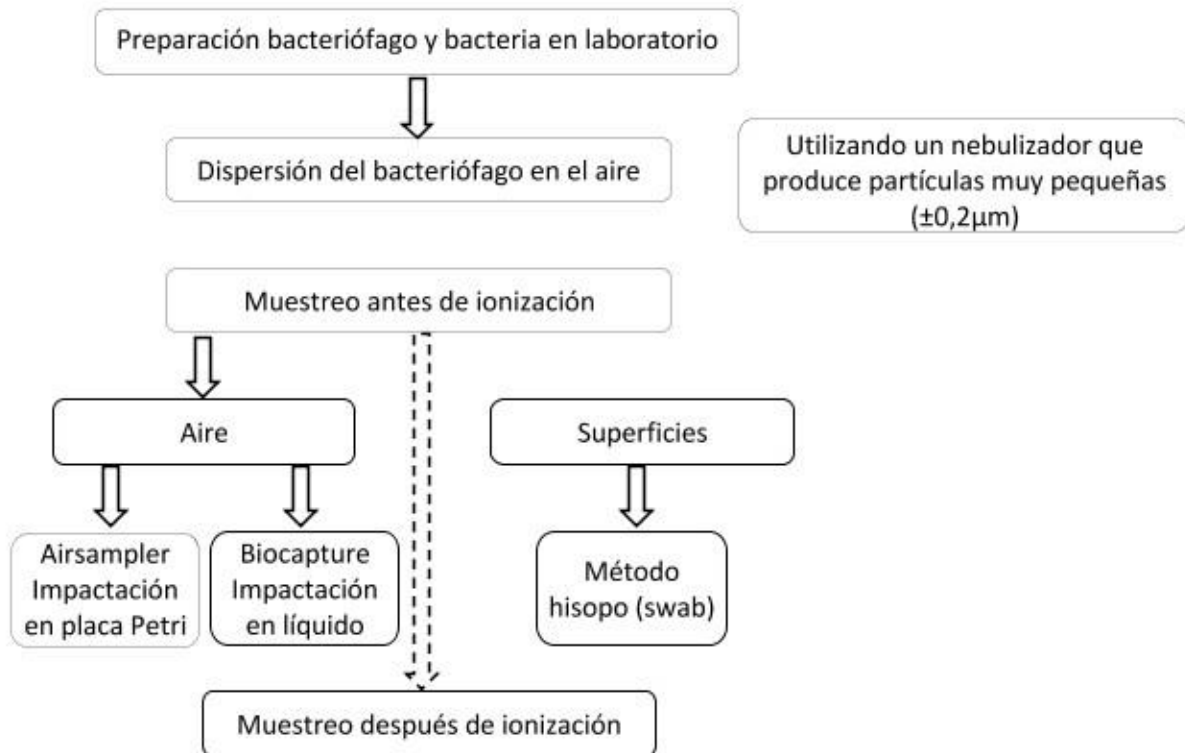 Preparación bacteriófago y bacteria en laboratorio
Dispersión del bacteriófago en el aire
Utilizando un nebulizador que
produce partículas muy pequeñas
(±0,2µm)
Muestreo antes de ionización
Aire
Superficies
Airsampler
Impactación
en placa Petri
Biocapture
Impactación
en líquido
Método
hisopo (swab)
Muestreo después de ionización